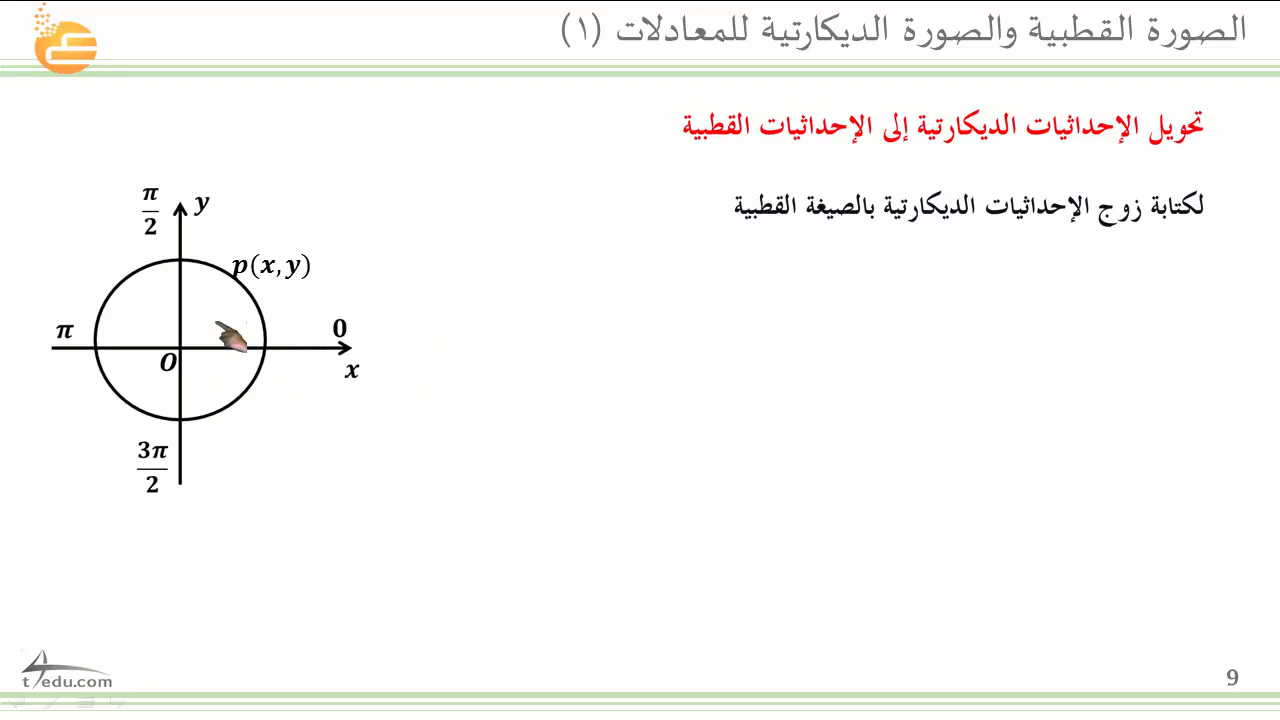 الصورة القطبية والصورة الديكارتية للمعادلات (١)
تحويل الإحداثيات الديكارتية إلى الإحداثيات القطبية
لكتابة زوج الإحداثيات الديكارتية بالصيغة القطبية
π/2
y
p(x, y)
π
0
O
x
3π/2
t4edu.com
9